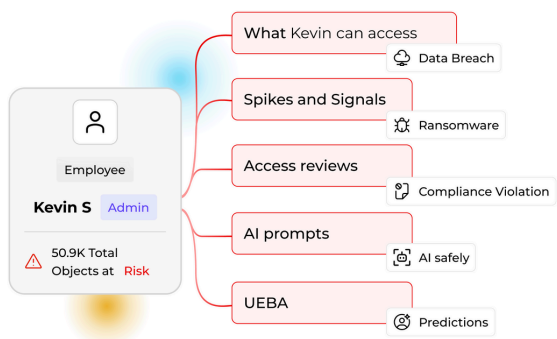 What Kevin can access
Data Breach
Spikes and Signals
Ransomware
Employee
Access reviews
Compliance Violation
Kevin S Admin
AI prompts
50.9K Total
Objects at Risk
AI safely
UEBA
Predictions